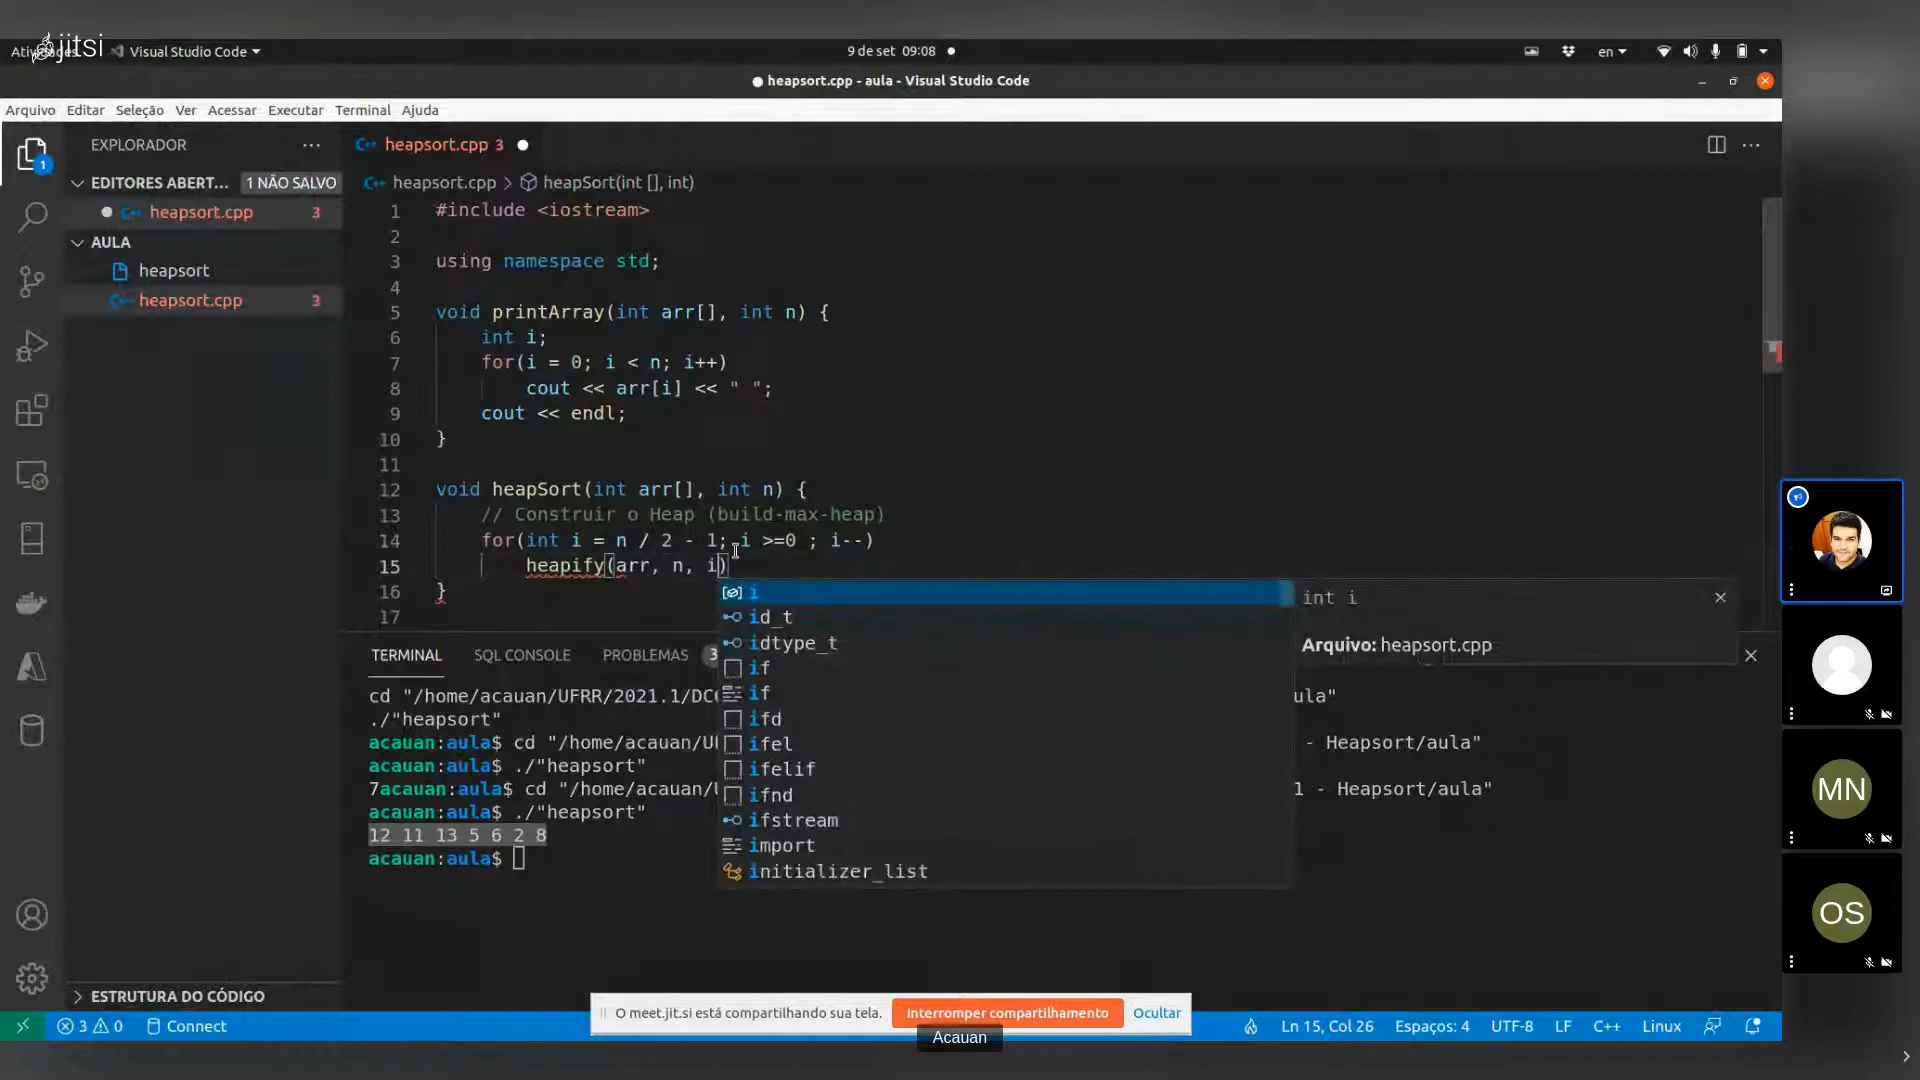 jitsi
Visual Studio Code
9 de set 09:08
en
heapsort.cpp - aula - Visual Studio Code
Arquivo Editar Seleção Ver Acessar Executar Terminal Ajuda
EXPLORADOR
heapsort.cpp 3
EDITORES ABERT... 1 NÃO SALVO
heapsort.cpp > heapSort(int [], int)
1
heapsort.cpp 3
AULA
heapsort
heapsort.cpp 3
1 #include <iostream>
2
3 using namespace std;
4
5 void printArray(int arr[], int n) {
6 int i;
7 for(i = 0; i < n; i++)
8 cout << arr[i] << " ";
9 cout << endl;
10 }
11
12 void heapSort(int arr[], int n) {
13 // Construir o Heap (build-max-heap)
14 for(int i = n / 2 - 1; i >=0 ; i--)
15 heapify(arr, n, i)
16 }
17
i
id_t
idtype_t
if
if
ifd
ifel
ifelif
ifnd
ifstream
import
initializer_list
int i
Arquivo: heapsort.cpp
TERMINAL SQL CONSOLE PROBLEMAS 3
cd "/home/acauan/UFRR/2021.1/DC ula"
./"heapsort"
acauan:aula$ cd "/home/acauan/U - Heapsort/aula"
acauan:aula$ ./"heapsort"
7acauan:aula$ cd "/home/acauan/ 1 - Heapsort/aula"
acauan:aula$ ./"heapsort"
12 11 13 5 6 2 8
acauan:aula$
ESTRUTURA DO CÓDIGO
O meet.jit.si está compartilhando sua tela. Interromper compartilhamento Ocultar
3 0 Connect
Ln 15, Col 26 Espaços: 4 UTF-8 LF C++ Linux
Acauan
MN
OS